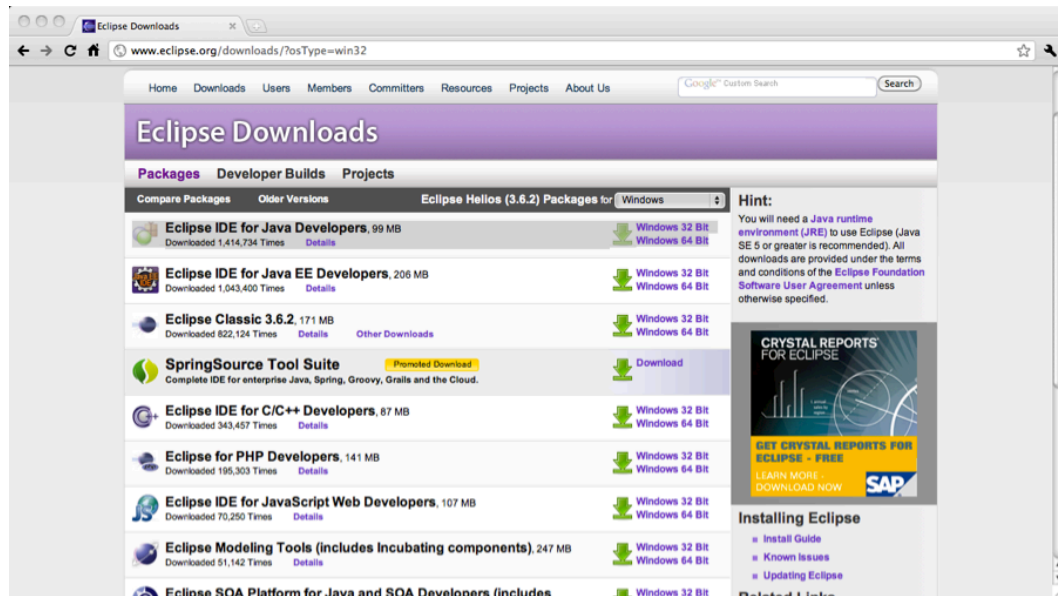 Eclipse Downloads
www.eclipse.org/downloads/?osType=win32
Home Downloads Users Members Committers Resources Projects About Us
Google™ Custom Search Search
Eclipse Downloads
Packages Developer Builds Projects
Compare Packages Older Versions Eclipse Helios (3.6.2) Packages for Windows
Eclipse IDE for Java Developers, 99 MB
Downloaded 1,414,734 Times Details
Windows 32 Bit
Windows 64 Bit
Eclipse IDE for Java EE Developers, 206 MB
Downloaded 1,043,400 Times Details
Windows 32 Bit
Windows 64 Bit
Eclipse Classic 3.6.2, 171 MB
Downloaded 822,124 Times Details Other Downloads
Windows 32 Bit
Windows 64 Bit
SpringSource Tool Suite Promoted Download
Complete IDE for enterprise Java, Spring, Groovy, Grails and the Cloud.
Download
Eclipse IDE for C/C++ Developers, 87 MB
Downloaded 343,457 Times Details
Windows 32 Bit
Windows 64 Bit
Eclipse for PHP Developers, 141 MB
Downloaded 195,303 Times Details
Windows 32 Bit
Windows 64 Bit
Eclipse IDE for JavaScript Web Developers, 107 MB
Downloaded 70,250 Times Details
Windows 32 Bit
Windows 64 Bit
Eclipse Modeling Tools (includes Incubating components), 247 MB
Downloaded 51,142 Times Details
Windows 32 Bit
Windows 64 Bit
Eclipse SOA Platform for Java and SOA Developers (includes
Windows 32 Bit
Hint:
You will need a Java runtime
environment (JRE) to use Eclipse (Java
SE 5 or greater is recommended). All
downloads are provided under the terms
and conditions of the Eclipse Foundation
Software User Agreement unless
otherwise specified.
CRYSTAL REPORTS
FOR ECLIPSE
GET CRYSTAL REPORTS FOR
ECLIPSE - FREE
LEARN MORE -
DOWNLOAD NOW
SAP
Installing Eclipse
Install Guide
Known Issues
Updating Eclipse
Related Links